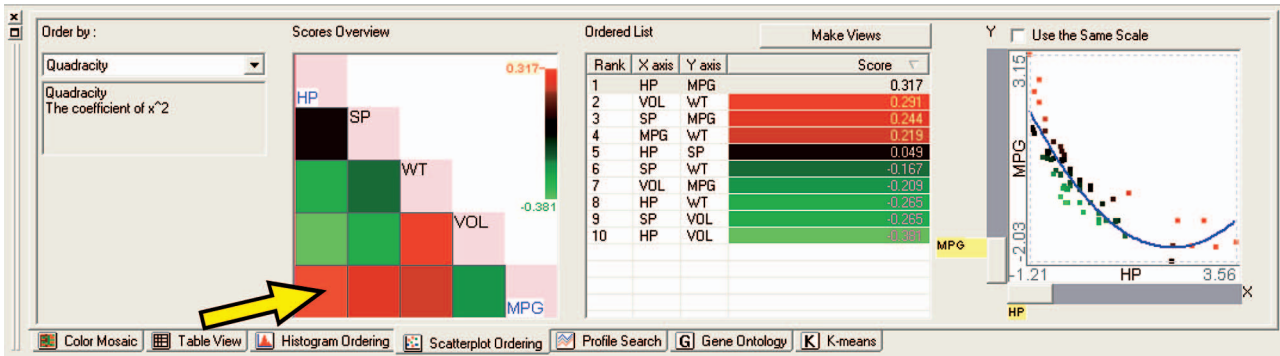 Order by :
Quadracity
Quadracity
The coefficient of x^2
Scores Overview
0.317
HP
SP
WT
VOL
MPG
-0.381
Ordered List
Make Views
Rank X axis Y axis Score
1 HP MPG 0.317
2 VOL WT 0.291
3 SP MPG 0.244
4 MPG WT 0.219
5 HP SP 0.049
6 SP WT -0.167
7 VOL MPG -0.209
8 HP WT -0.265
9 SP VOL -0.265
10 HP VOL -0.381
Y
Use the Same Scale
3.15
MPG
-2.03
-1.21 HP 3.56
MPG
X
HP
Color Mosaic Table View Histogram Ordering Scatterplot Ordering Profile Search G Gene Ontology K K-means